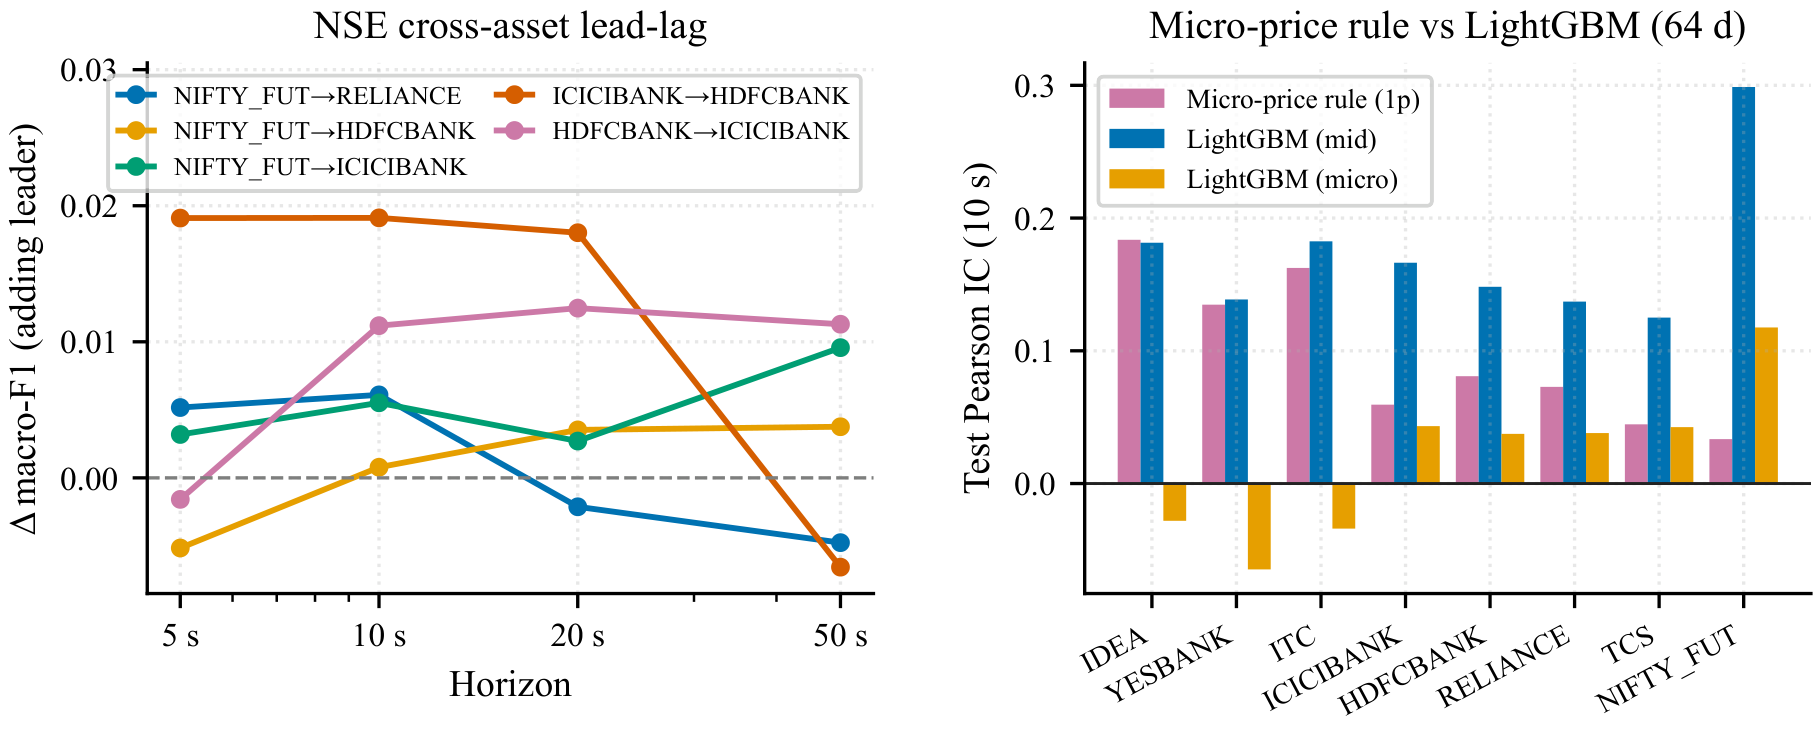 NSE cross-asset lead-lag
Δ macro-F1 (adding leader)
0.03
0.02
0.01
0.00
NIFTY_FUT→RELIANCE
NIFTY_FUT→HDFCBANK
NIFTY_FUT→ICICIBANK
ICICIBANK→HDFCBANK
HDFCBANK→ICICIBANK
5 s
10 s
20 s
50 s
Horizon
Micro-price rule vs LightGBM (64 d)
Test Pearson IC (10 s)
0.3
0.2
0.1
0.0
Micro-price rule (1p)
LightGBM (mid)
LightGBM (micro)
IDEA
YESBANK
ITC
ICICIBANK
HDFCBANK
RELIANCE
TCS
NIFTY_FUT